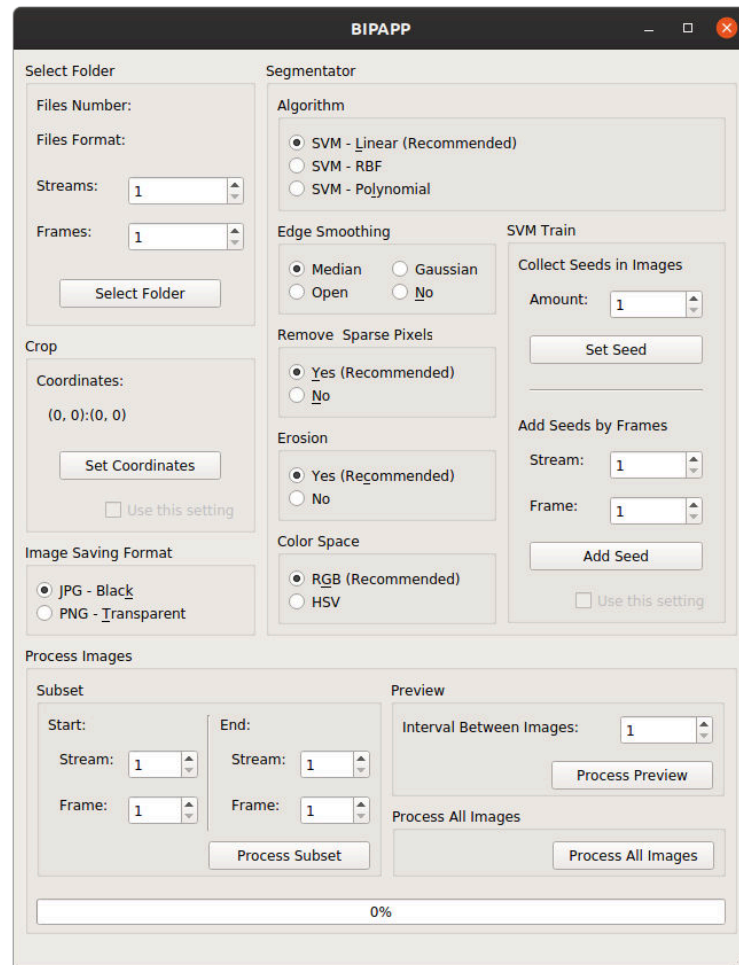 BIPAPP
Select Folder
Files Number:
Files Format:
Streams: 1
Frames: 1
Select Folder
Crop
Coordinates:
(0, 0):(0, 0)
Set Coordinates
Use this setting
Image Saving Format
JPG - Black
PNG - Transparent
Segmentator
Algorithm
SVM - Linear (Recommended)
SVM - RBF
SVM - Polynomial
Edge Smoothing
Median Gaussian
Open No
Remove Sparse Pixels
Yes (Recommended)
No
Erosion
Yes (Recommended)
No
Color Space
RGB (Recommended)
HSV
SVM Train
Collect Seeds in Images
Amount: 1
Set Seed
Add Seeds by Frames
Stream: 1
Frame: 1
Add Seed
Use this setting
Process Images
Subset
Start:
Stream: 1
Frame: 1
End:
Stream: 1
Frame: 1
Process Subset
Preview
Interval Between Images: 1
Process Preview
Process All Images
Process All Images
0%